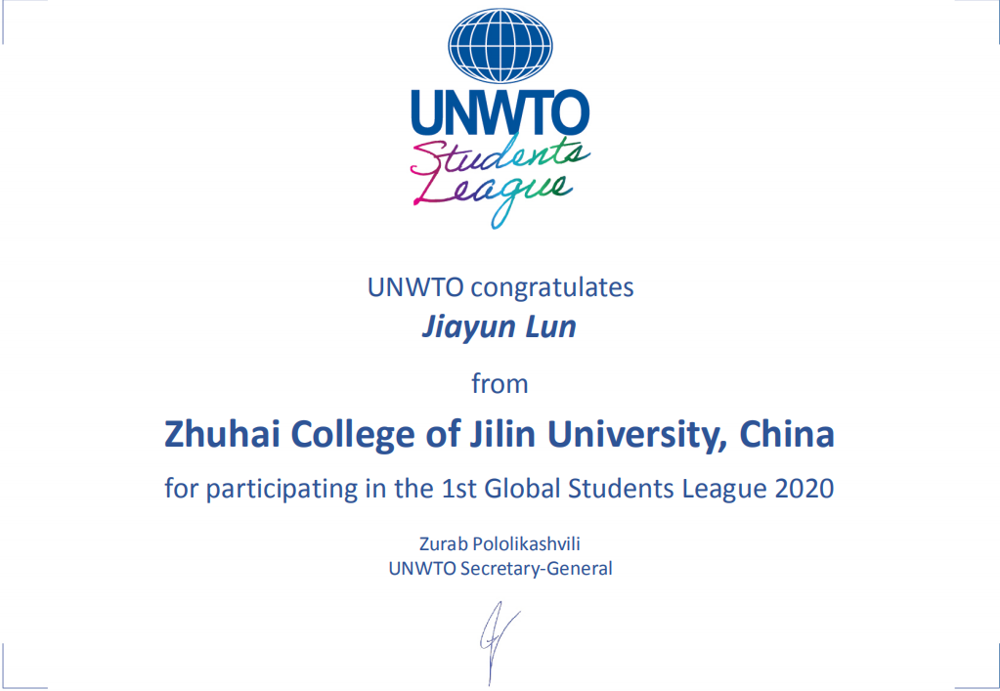 UNWTO
Students
League
UNWTO congratulates
Jiayun Lun
from
Zhuhai College of Jilin University, China
for participating in the 1st Global Students League 2020
Zurab Pololikashvili
UNWTO Secretary-General